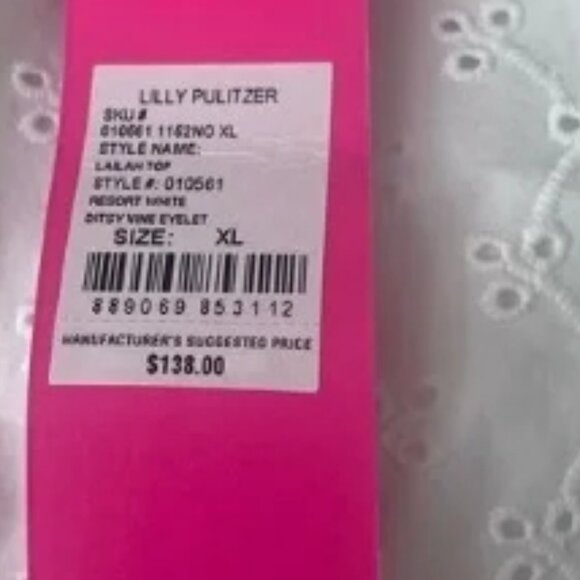 LILLY PULITZER
SKU #
010561 1152NO XL
STYLE NAME:
LAILAH TOP
STYLE #: 010561
RESORT WHITE
DITSY VINE EYELET
SIZE: XL
889069 853112
MANUFACTURER'S SUGGESTED PRICE
$138.00